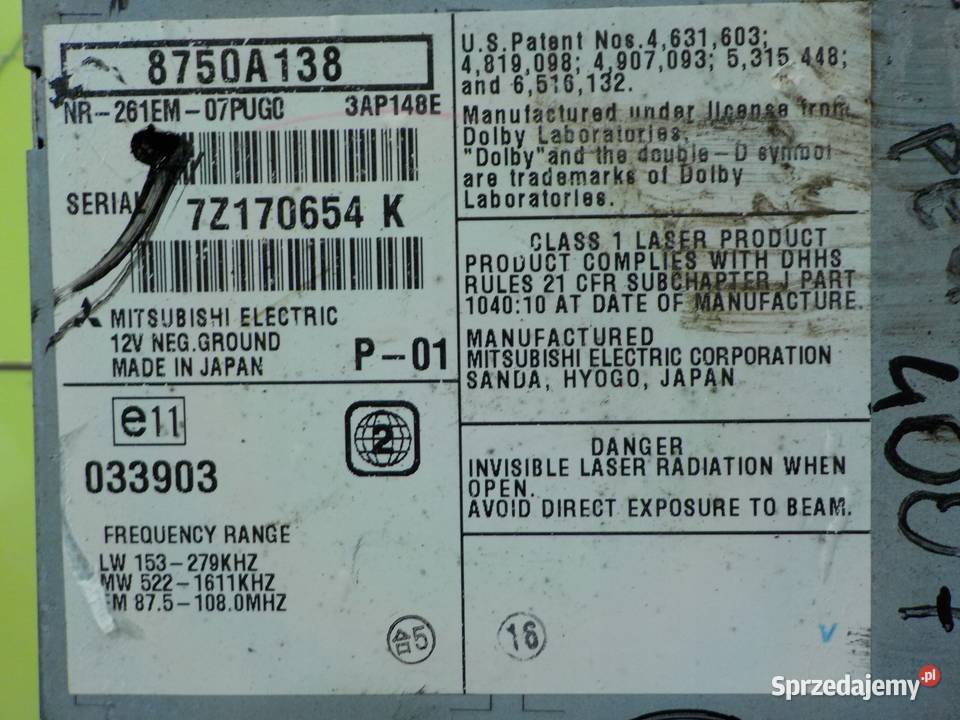 8750A138
NR-261EM-07PUGC 3AP148E
SERIAL 7Z170654 K
MITSUBISHI ELECTRIC
12V NEG.GROUND
MADE IN JAPAN
P-01
e11
033903
2
FREQUENCY RANGE
LW 153-279KHZ
MW 522-1611KHZ
FM 87.5-108.0MHZ
合5
U.S.Patent Nos.4,631,603;
4,819,098; 4,907,093; 5,315,448;
and 6,516,132.
Manufactured under license from
Dolby Laboratories.
"Dolby"and the double-D symbol
are trademarks of Dolby
Laboratories.
CLASS 1 LASER PRODUCT
PRODUCT COMPLIES WITH DHHS
RULES 21 CFR SUBCHAPTER J PART
1040:10 AT DATE OF MANUFACTURE.
MANUFACTURED
MITSUBISHI ELECTRIC CORPORATION
SANDA, HYOGO, JAPAN
DANGER
INVISIBLE LASER RADIATION WHEN
OPEN.
AVOID DIRECT EXPOSURE TO BEAM.
16
V
Sprzedajemy.pl